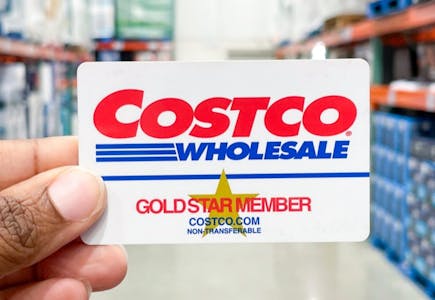 COSTCO
WHOLESALE
GOLD STAR MEMBER
COSTCO.COM
NON-TRANSFERABLE